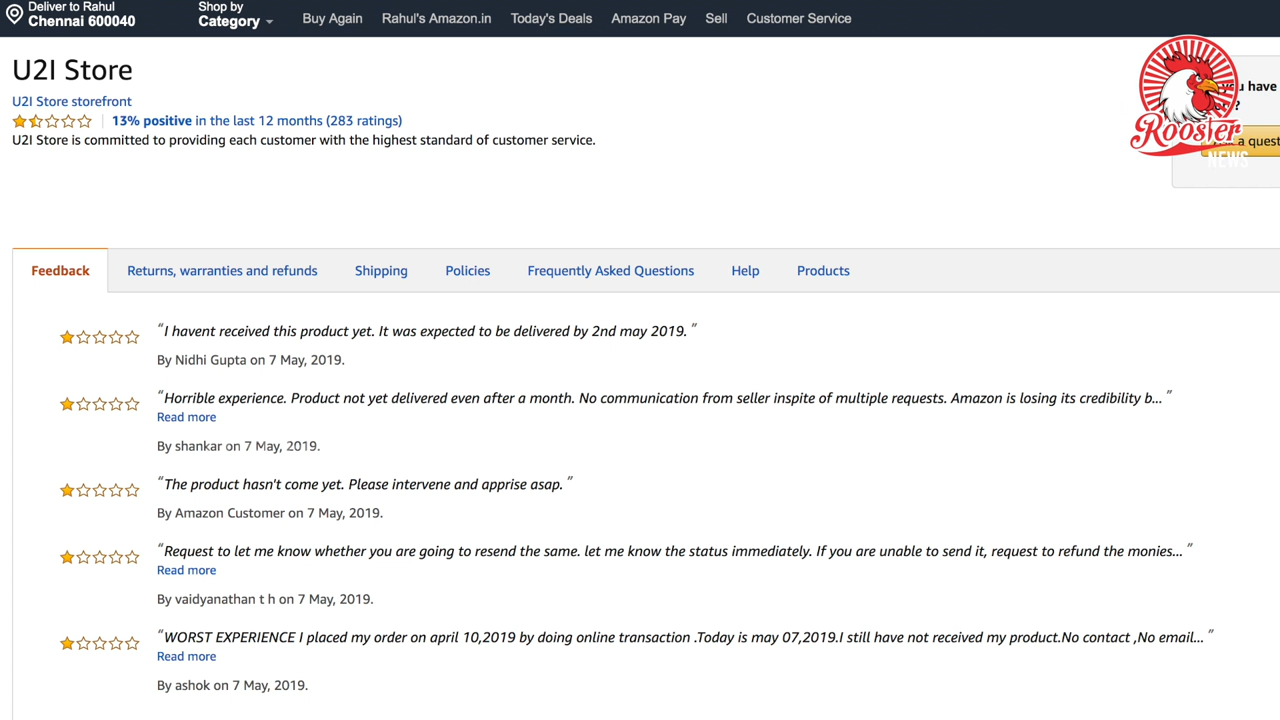 Deliver to Rahul
Chennai 600040
Shop by
Category
Buy Again
Rahul's Amazon.in
Today's Deals
Amazon Pay
Sell
Customer Service
U2I Store
U2I Store storefront
13% positive in the last 12 months (283 ratings)
U2I Store is committed to providing each customer with the highest standard of customer service.
u have
?
a quest
Rooster
NEWS
Feedback
Returns, warranties and refunds
Shipping
Policies
Frequently Asked Questions
Help
Products
“I havent received this product yet. It was expected to be delivered by 2nd may 2019. ”
By Nidhi Gupta on 7 May, 2019.
“Horrible experience. Product not yet delivered even after a month. No communication from seller inspite of multiple requests. Amazon is losing its credibility b... ”
Read more
By shankar on 7 May, 2019.
“The product hasn't come yet. Please intervene and apprise asap. ”
By Amazon Customer on 7 May, 2019.
“Request to let me know whether you are going to resend the same. let me know the status immediately. If you are unable to send it, request to refund the monies... ”
Read more
By vaidyanathan t h on 7 May, 2019.
“WORST EXPERIENCE I placed my order on april 10,2019 by doing online transaction .Today is may 07,2019.I still have not received my product.No contact ,No email... ”
Read more
By ashok on 7 May, 2019.